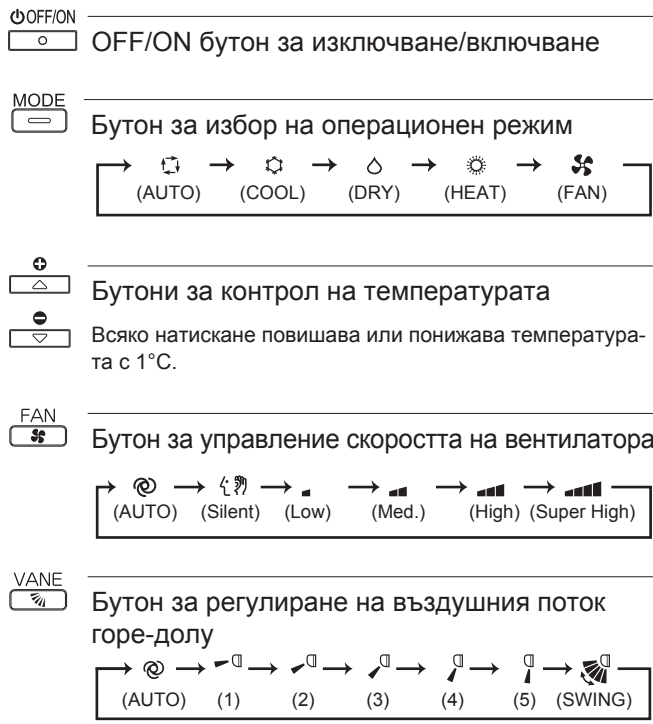 OFF/ON
OFF/ON бутон за изключване/включване
MODE
Бутон за избор на операционен режим
(AUTO) (COOL) (DRY) (HEAT) (FAN)
Бутони за контрол на температурата
Всяко натискане повишава или понижава температура-
та с 1°C.
FAN
Бутон за управление скоростта на вентилатора
(AUTO) (Silent) (Low) (Med.) (High) (Super High)
VANE
Бутон за регулиране на въздушния поток
горе-долу
(AUTO) (1) (2) (3) (4) (5) (SWING)